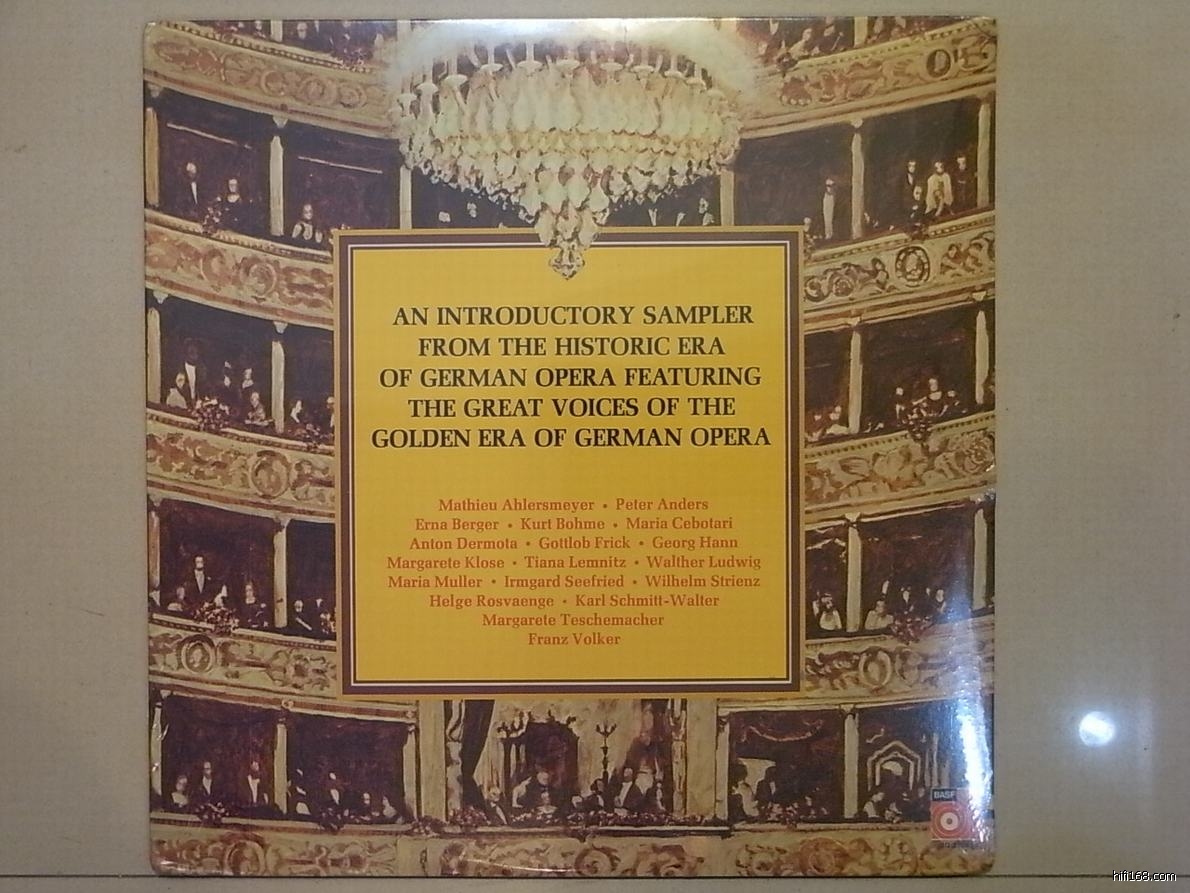 AN INTRODUCTORY SAMPLER
FROM THE HISTORIC ERA
OF GERMAN OPERA FEATURING
THE GREAT VOICES OF THE
GOLDEN ERA OF GERMAN OPERA
Mathieu Ahlersmeyer • Peter Anders
Erna Berger • Kurt Bohme • Maria Cebotari
Anton Dermota • Gottlob Frick • Georg Hann
Margarete Klose • Tiana Lemnitz • Walther Ludwig
Maria Muller • Irmgard Seefried • Wilhelm Strienz
Helge Rosvaenge • Karl Schmitt-Walter
Margarete Teschemacher
Franz Volker
BASF
hifi168.com